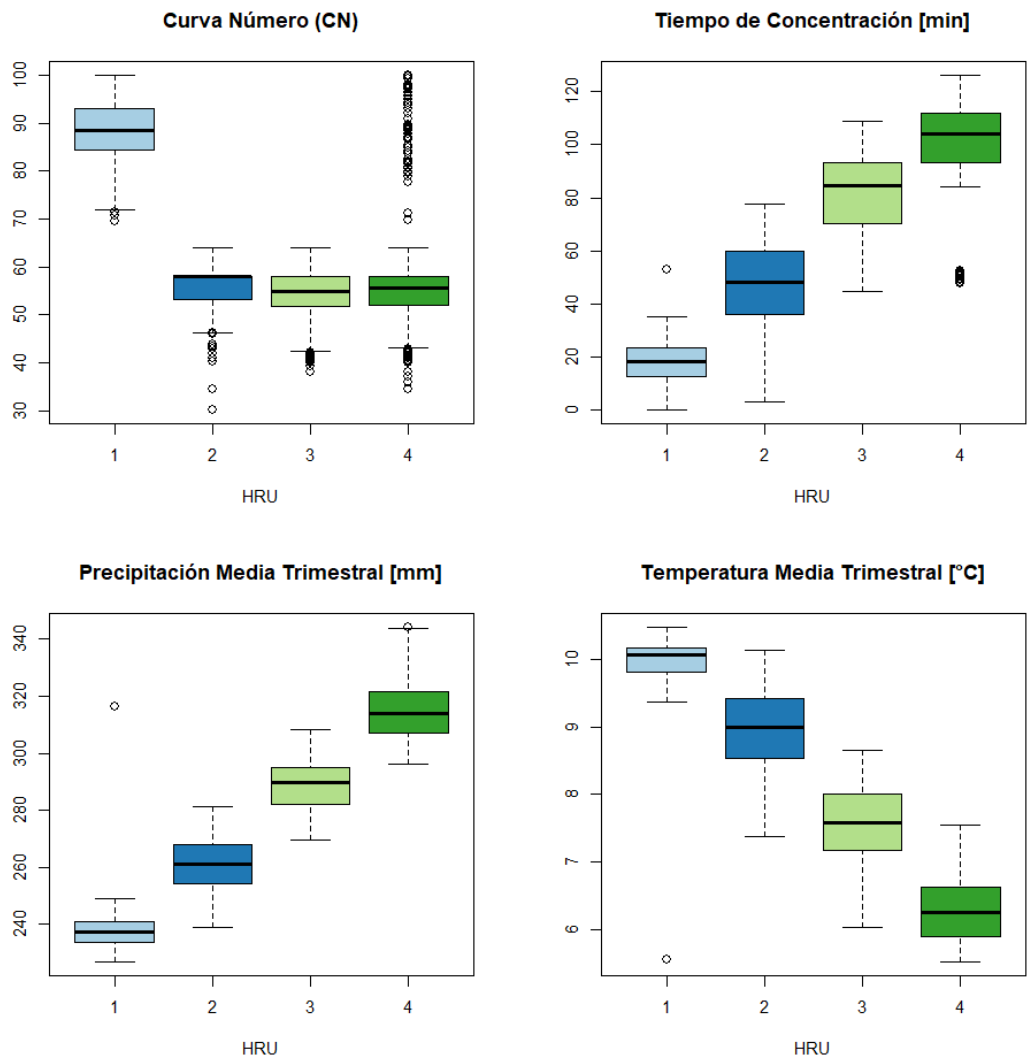 Curva Número (CN)
100
90
80
70
60
50
40
30
1 2 3 4
HRU
Tiempo de Concentración [min]
120
100
80
60
40
20
0
1 2 3 4
HRU
Precipitación Media Trimestral [mm]
340
320
300
280
260
240
1 2 3 4
HRU
Temperatura Media Trimestral [°C]
10
9
8
7
6
1 2 3 4
HRU